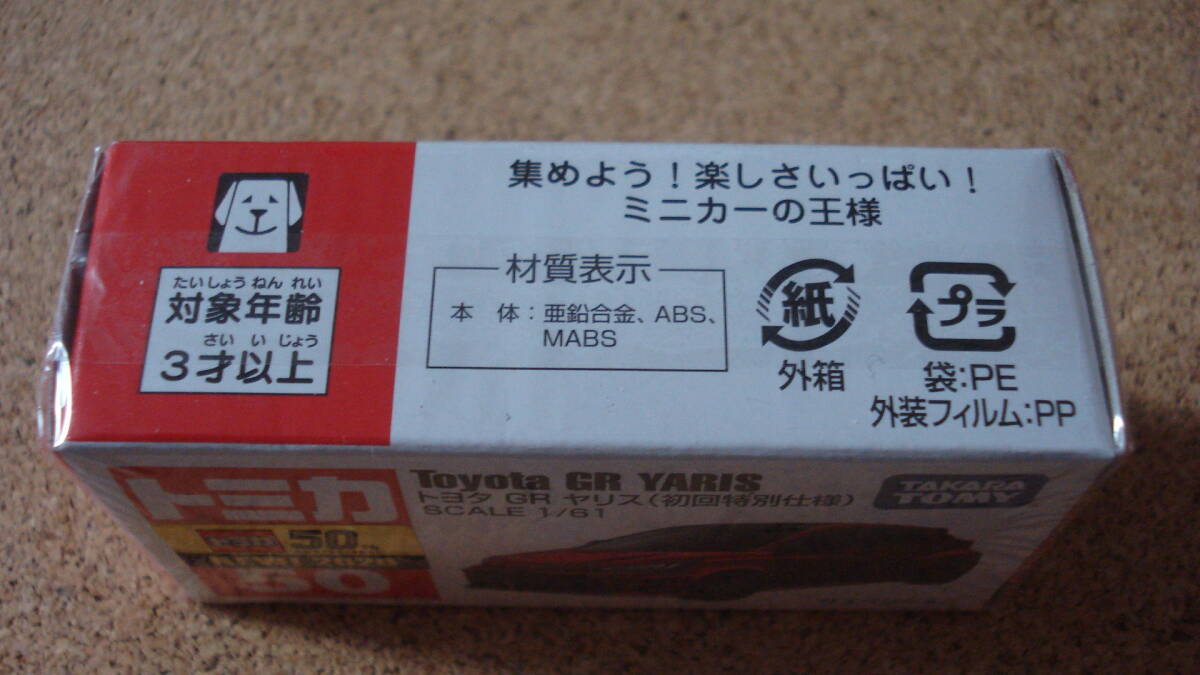 集めよう！楽しさいっぱい！
ミニカーの王様
たいしょうねんれい
対象年齢
さいいじょう
3才以上
材質表示
本　体：亜鉛合金、ABS、
MABS
紙
外箱
プラ
袋：PE
外装フィルム：PP
トミカ
50
NEW! 2020
50
Toyota GR YARIS
トヨタ GR ヤリス（初回特別仕様）
SCALE 1/61
TAKARA
TOMY